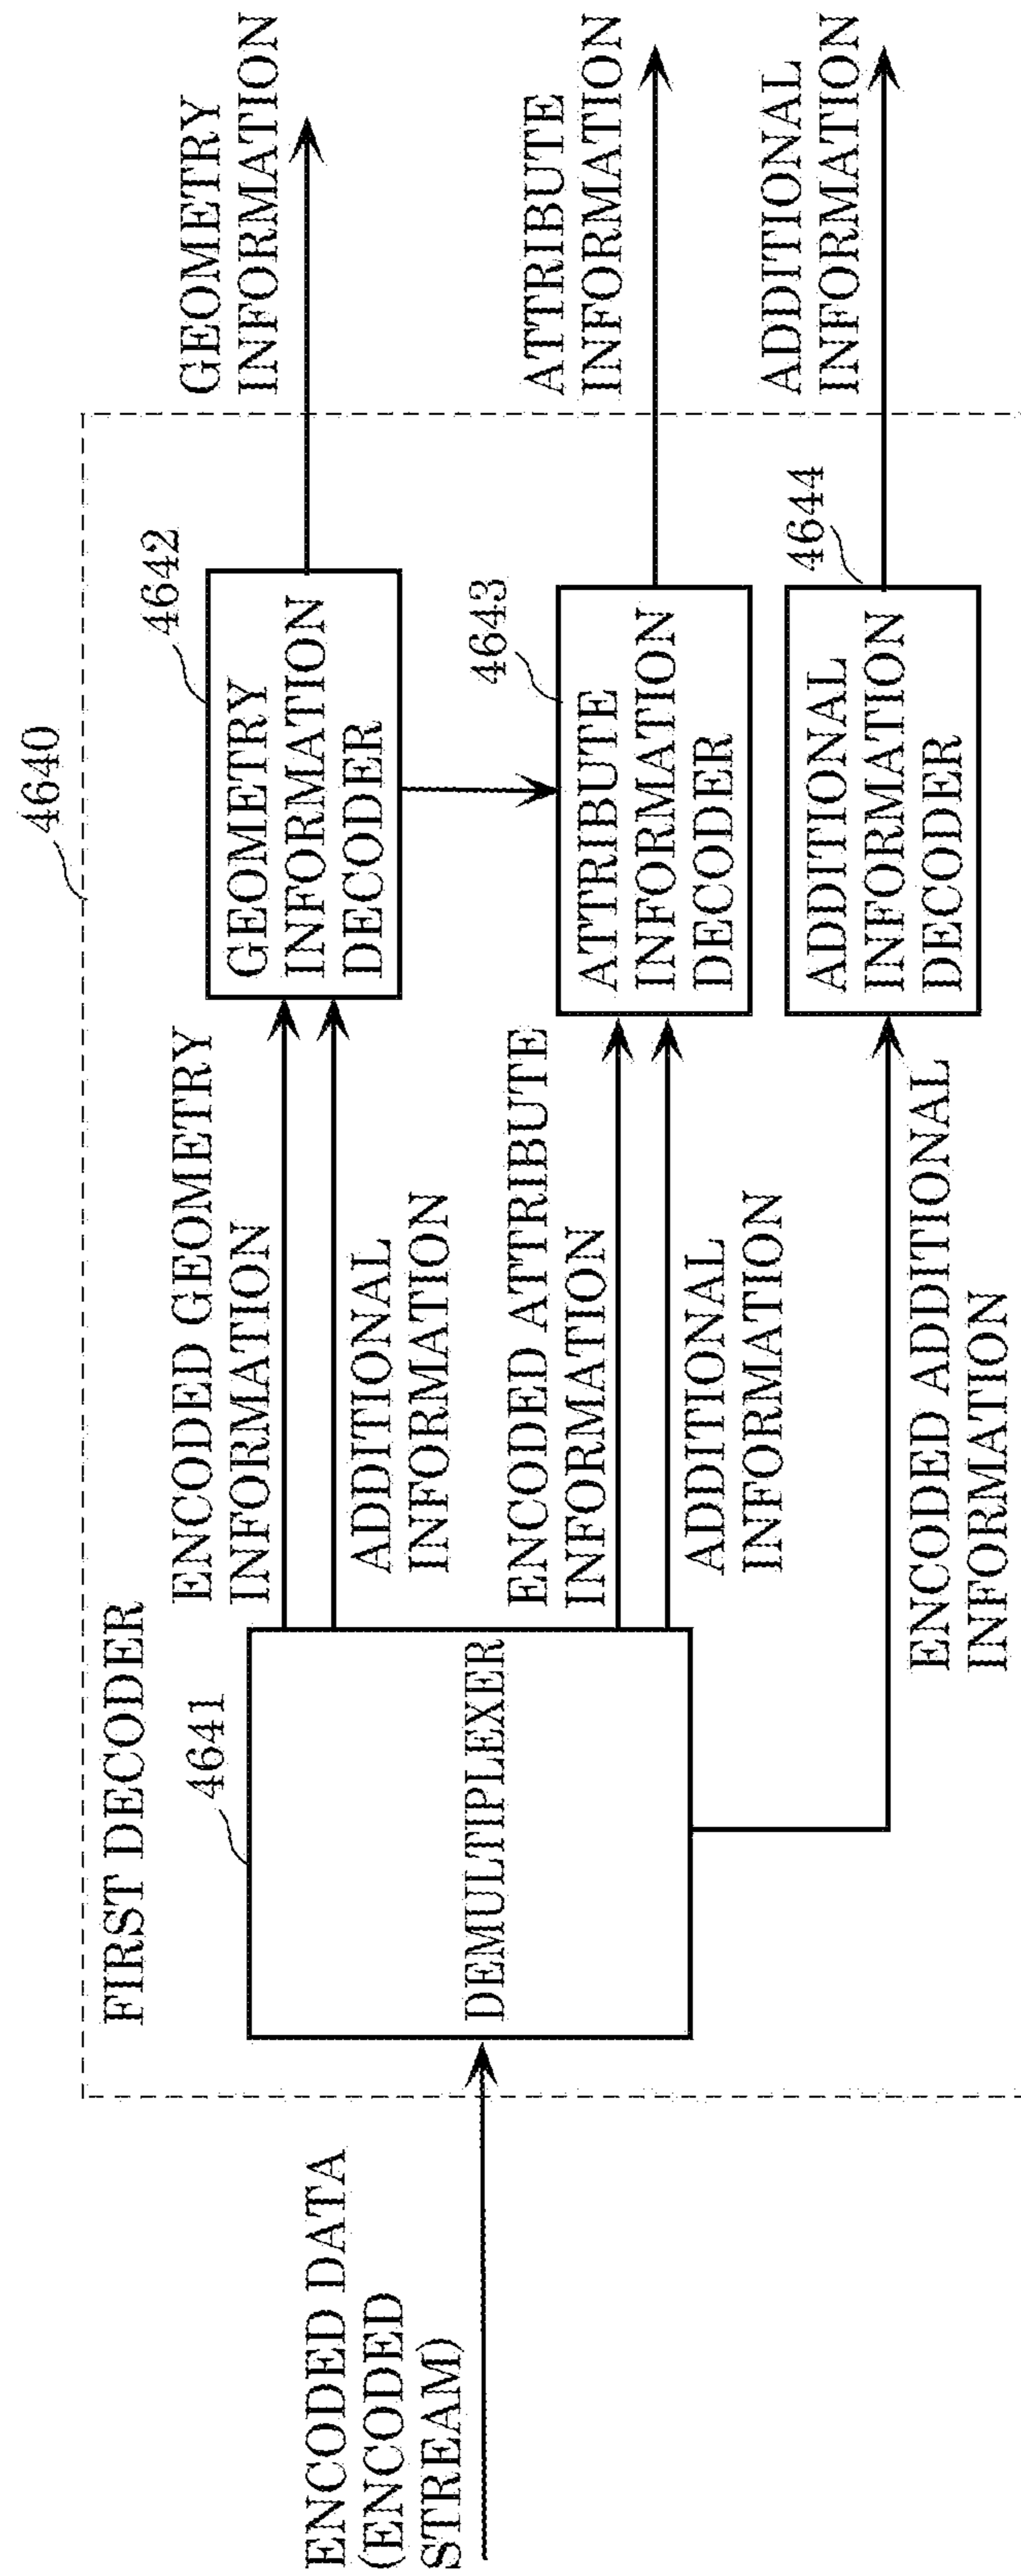 4640
FIRST DECODER
4641
DEMULTIPLEXER
ENCODED DATA
(ENCODED
STREAM)
ENCODED GEOMETRY
INFORMATION
ADDITIONAL
INFORMATION
ENCODED ATTRIBUTE
INFORMATION
ADDITIONAL
INFORMATION
ENCODED ADDITIONAL
INFORMATION
4642
GEOMETRY
INFORMATION
DECODER
4643
ATTRIBUTE
INFORMATION
DECODER
4644
ADDITIONAL
INFORMATION
DECODER
GEOMETRY
INFORMATION
ATTRIBUTE
INFORMATION
ADDITIONAL
INFORMATION